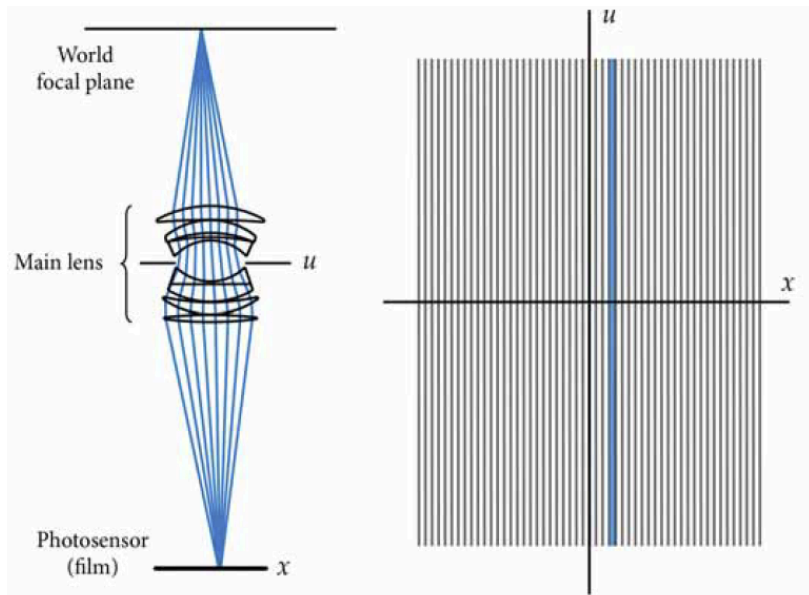 World
focal plane
Main lens
u
Photosensor
(film)
x
u
x